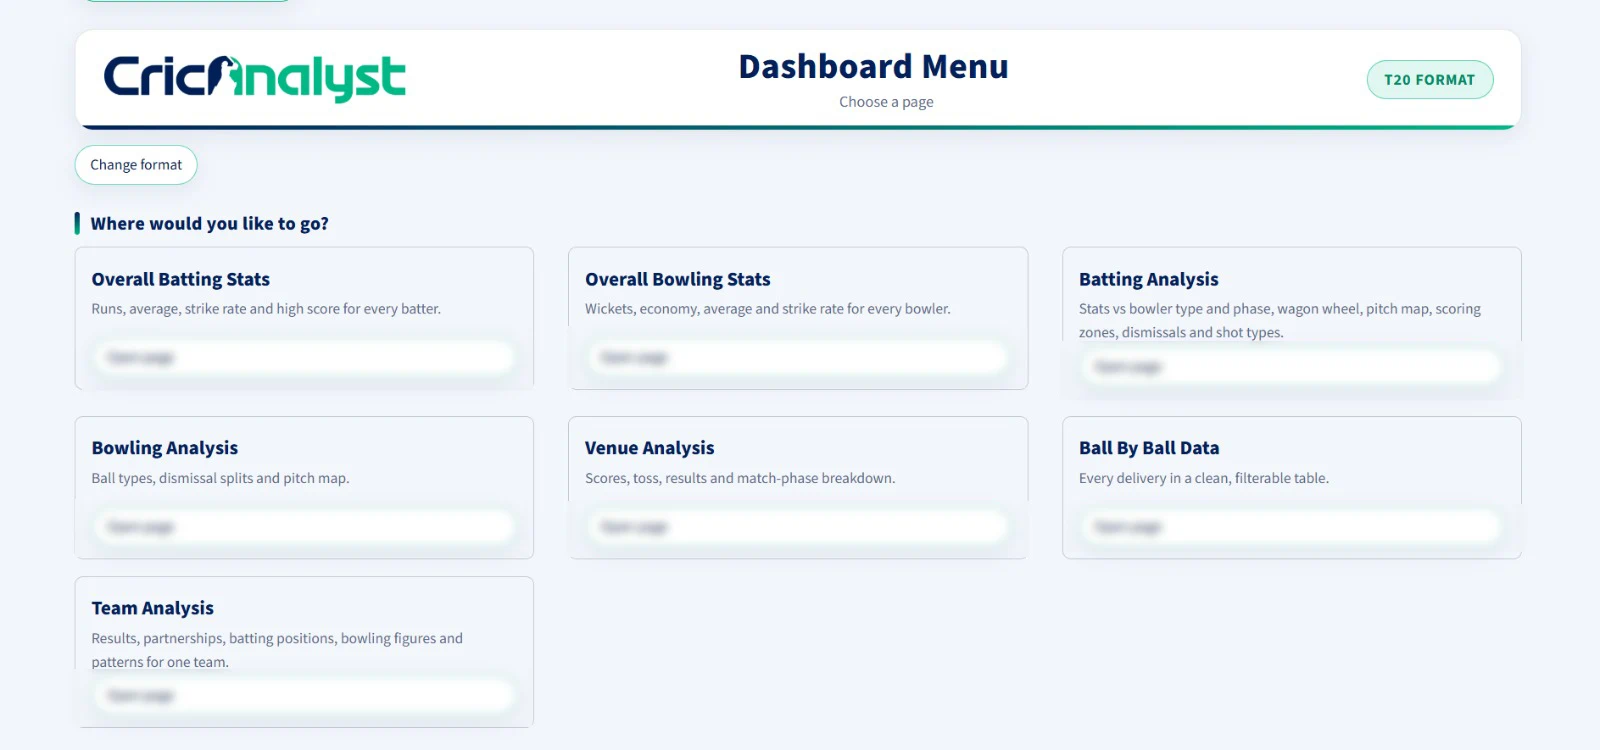 CricAnalyst
Dashboard Menu
Choose a page
T20 FORMAT
Change format
Where would you like to go?
Overall Batting Stats
Runs, average, strike rate and high score for every batter.
Overall Bowling Stats
Wickets, economy, average and strike rate for every bowler.
Batting Analysis
Stats vs bowler type and phase, wagon wheel, pitch map, scoring
zones, dismissals and shot types.
Bowling Analysis
Ball types, dismissal splits and pitch map.
Venue Analysis
Scores, toss, results and match-phase breakdown.
Ball By Ball Data
Every delivery in a clean, filterable table.
Team Analysis
Results, partnerships, batting positions, bowling figures and
patterns for one team.